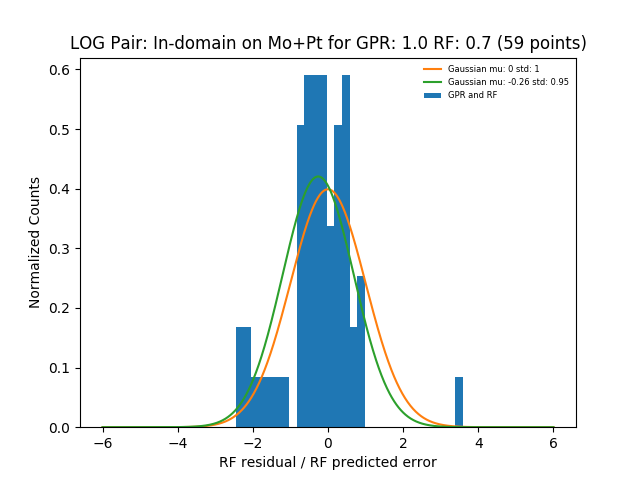 LOG Pair: In-domain on Mo+Pt for GPR: 1.0 RF: 0.7 (59 points)
Gaussian mu: 0 std: 1
Gaussian mu: -0.26 std: 0.95
GPR and RF
Normalized Counts
0.6
0.5
0.4
0.3
0.2
0.1
0.0
−6 −4 −2 0 2 4 6
RF residual / RF predicted error